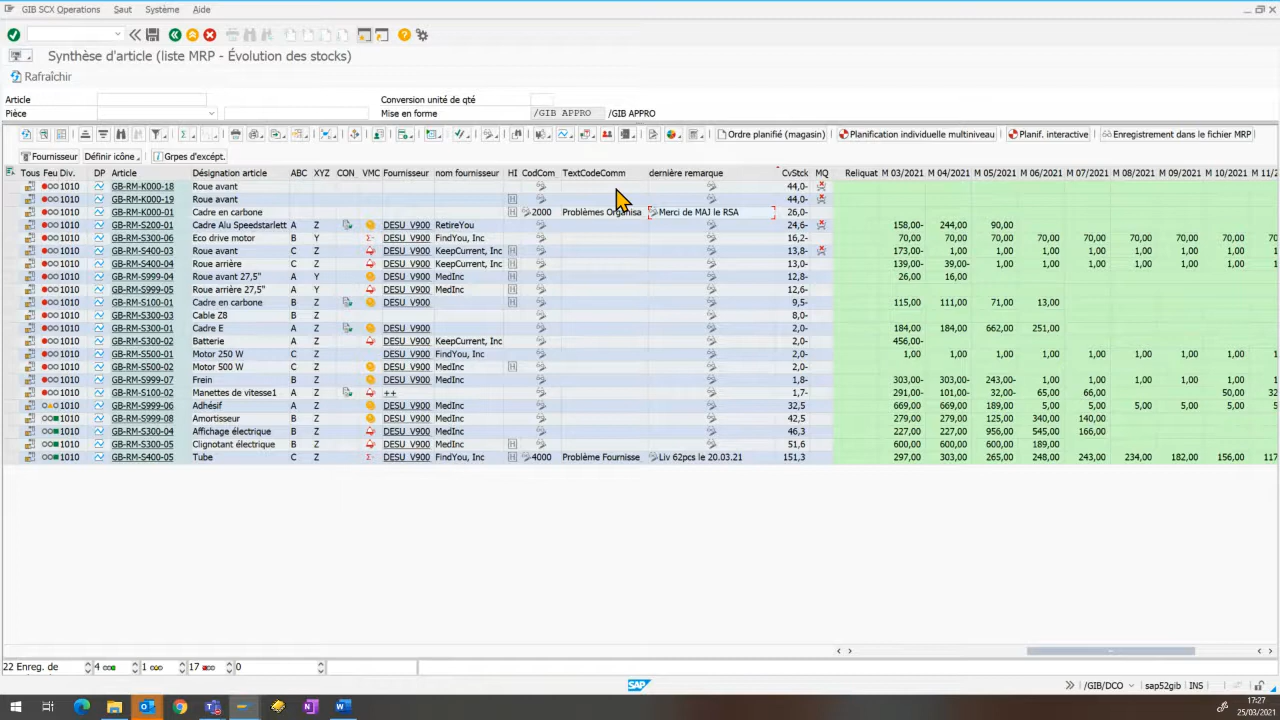 GIB SCX Operations Saut Système Aide
Synthèse d'article (liste MRP - Évolution des stocks)
Rafraîchir
Article Conversion unité de qté
Pièce Mise en forme /GIB APPRO /GIB APPRO
Ordre planifié (magasin) Planification individuelle multiniveau Planif. interactive Enregistrement dans le fichier MRP
Fournisseur Définir icône Grpes d'excépt.
Tous Feu Div. DP Article Désignation article ABC XYZ CON VMC Fournisseur nom fournisseur HI CodCom TextCodeComm dernière remarque CvStck MQ Reliquat M 03/2021 M 04/2021 M 05/2021 M 06/2021 M 07/2021 M 08/2021 M 09/2021 M 10/2021 M 11/2
1010 GB-RM-K000-18 Roue avant 44,0-
1010 GB-RM-K000-19 Roue avant H 44,0-
1010 GB-RM-K000-01 Cadre en carbone H 2000 Problèmes Organisa Merci de MAJ le RSA 26,0-
1010 GB-RM-S200-01 Cadre Alu Speedstarlett A Z DESU_V900 RetireYou 24,6- 158,00- 244,00 90,00
1010 GB-RM-S300-06 Eco drive motor B Y Σ- DESU_V900 FindYou, Inc 16,2- 70,00 70,00 70,00 70,00 70,00 70,00 70,00 70,00 70
1010 GB-RM-S400-03 Roue avant C Z DESU_V900 KeepCurrent, Inc H 13,8- 173,00- 1,00 1,00 1,00 1,00 1,00 1,00 1,00 1
1010 GB-RM-S400-04 Roue arrière C Z DESU_V900 KeepCurrent, Inc H 13,0- 139,00 39,00- 1,00 1,00 1,00 1,00 1,00 1,00 1
1010 GB-RM-S999-04 Roue avant 27,5" A Y DESU_V900 MedInc 12,8- 26,00 16,00
1010 GB-RM-S999-05 Roue arrière 27,5" A Y DESU_V900 MedInc 12,6-
1010 GB-RM-S100-01 Cadre en carbone B Z DESU_V900 H 9,5- 115,00 111,00 71,00 13,00
1010 GB-RM-S300-03 Cable Z8 B Z 8,0-
1010 GB-RM-S300-01 Cadre E A Z DESU_V900 2,0- 184,00 184,00 662,00 251,00
1010 GB-RM-S300-02 Batterie A Z DESU_V900 KeepCurrent, Inc 2,0- 456,00-
1010 GB-RM-S500-01 Motor 250 W C Z DESU_V900 FindYou, Inc 2,0- 1,00 1,00 1,00 1,00 1,00 1,00 1,00 1,00 1
1010 GB-RM-S500-02 Motor 500 W C Z DESU_V900 MedInc H 2,0-
1010 GB-RM-S999-07 Frein B Z DESU_V900 MedInc 1,8- 303,00- 303,00- 243,00- 1,00 1,00 1,00 1,00 1,00 1
1010 GB-RM-S100-02 Manettes de vitesse1 A Z ++ 1,7- 291,00- 101,00- 32,00- 65,00 66,00 50,00 32
1010 GB-RM-S999-06 Adhésif A Z DESU_V900 MedInc 32,5 669,00 669,00 189,00 5,00 5,00 5,00 5,00 5,00 5
1010 GB-RM-S999-08 Amortisseur B Z DESU_V900 MedInc 42,5 279,00 279,00 125,00 340,00 140,00
1010 GB-RM-S300-04 Affichage électrique B Z DESU_V900 MedInc 46,3 227,00 227,00 956,00 545,00 166,00
1010 GB-RM-S300-05 Clignotant électrique B Z DESU_V900 MedInc H 51,6 600,00 600,00 189,00
1010 GB-RM-S400-05 Tube C Z Σ- DESU_V900 FindYou, Inc H 4000 Problème Fournisse Liv 62pcs le 20.03.21 151,3 297,00 303,00 265,00 248,00 243,00 234,00 182,00 156,00 117
22 Enreg. de 4 1 17 0
SAP /GIB/DCO sap52gib INS
17:27
25/03/2021